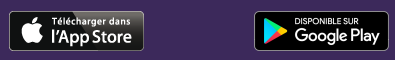 Télécharger dans
l'App Store
DISPONIBLE SUR
Google Play